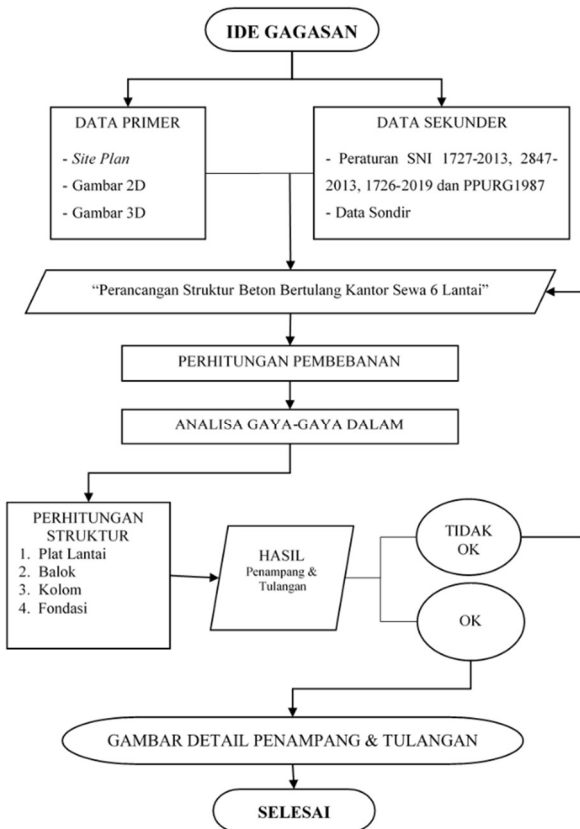 IDE GAGASAN
DATA PRIMER
- Site Plan
- Gambar 2D
- Gambar 3D
DATA SEKUNDER
- Peraturan SNI 1727-2013, 2847-
2013, 1726-2019 dan PPURG1987
- Data Sondir
“Perancangan Struktur Beton Bertulang Kantor Sewa 6 Lantai”
PERHITUNGAN PEMBEBANAN
ANALISA GAYA-GAYA DALAM
PERHITUNGAN
STRUKTUR
1. Plat Lantai
2. Balok
3. Kolom
4. Fondasi
HASIL
Penampang &
Tulangan
TIDAK
OK
OK
GAMBAR DETAIL PENAMPANG & TULANGAN
SELESAI